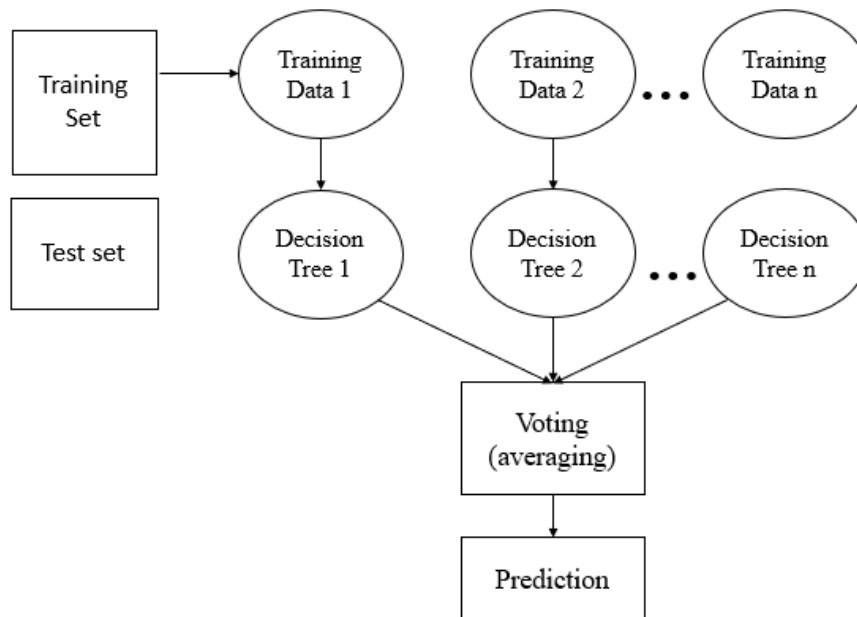 Training
Set
Training
Data 1
Training
Data 2
Training
Data n
Test set
Decision
Tree 1
Decision
Tree 2
Decision
Tree n
Voting
(averaging)
Prediction